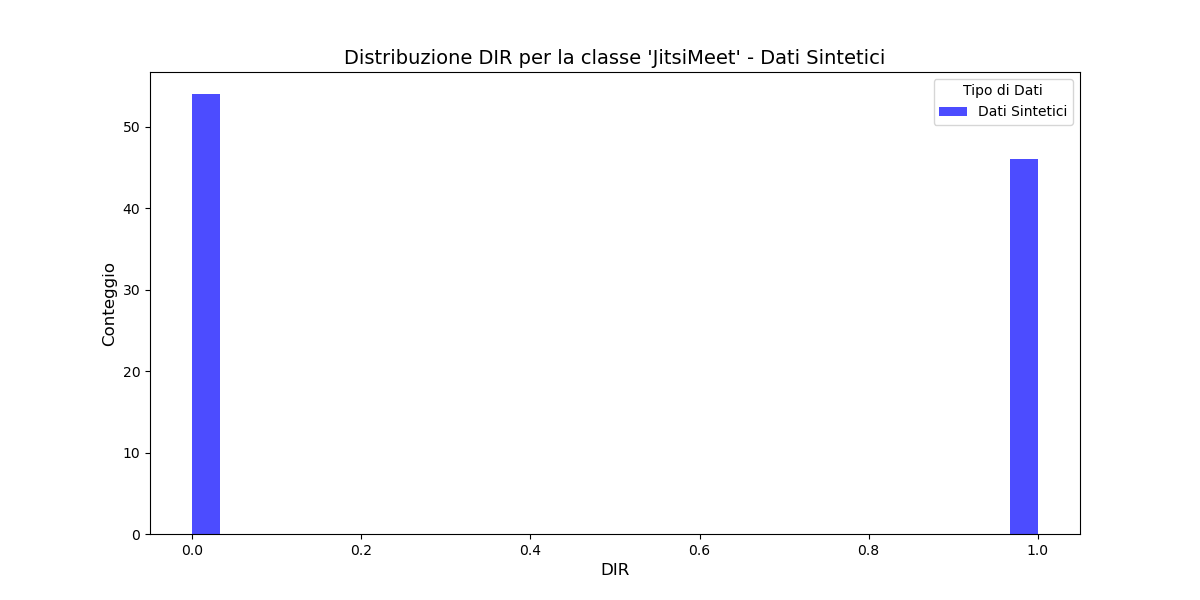 Distribuzione DIR per la classe 'JitsiMeet' - Dati Sintetici
Tipo di Dati
Dati Sintetici
Conteggio
50
40
30
20
10
0
0.0 0.2 0.4 0.6 0.8 1.0
DIR